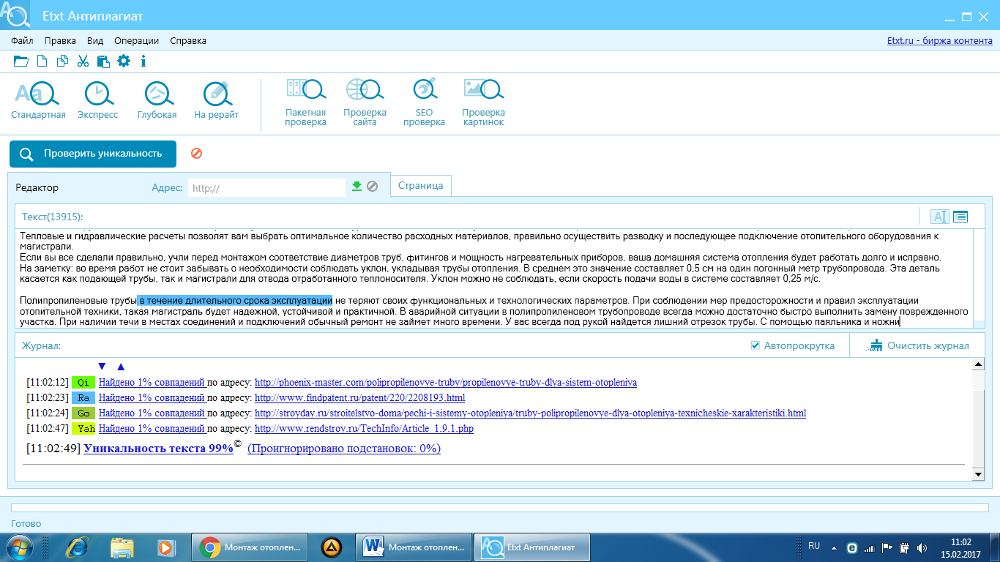 Etxt Антиплагиат
Файл Правка Вид Операции Справка
Etxt.ru - биржа контента
Аа
Стандартная
Экспресс
Глубокая
На рерайт
Пакетная проверка
Проверка сайта
SEO проверка
Проверка картинок
Проверить уникальность
Редактор
Адрес: http://
Страница
Текст(13915):
Тепловые и гидравлические расчеты позволят вам выбрать оптимальное количество расходных материалов, правильно осуществить разводку и последующее подключение отопительного оборудования к
магистрали.
Если вы все сделали правильно, учли перед монтажом соответствие диаметров труб, фитингов и мощность нагревательных приборов, ваша домашняя система отопления будет работать долго и исправно.
На заметку: во время работ не стоит забывать о необходимости соблюдать уклон, укладывая трубы отопления. В среднем это значение составляет 0,5 см на один погонный метр трубопровода. Эта деталь
касается как подающей трубы, так и магистрали для отвода отработанного теплоносителя. Уклон можно не соблюдать, если скорость подачи воды в системе составляет 0,25 м/с.
Полипропиленовые трубы в течение длительного срока эксплуатации не теряют своих функциональных и технологических параметров. При соблюдении мер предосторожности и правил эксплуатации
отопительной техники, такая магистраль будет надежной, устойчивой и практичной. В аварийной ситуации в полипропиленовом трубопроводе всегда можно достаточно быстро выполнить замену поврежденного
участка. При наличии течи в местах соединений и подключений обычный ремонт не займет много времени. У вас всегда под рукой найдется лишний отрезок трубы. С помощью паяльника и ножни
Журнал:
Автопрокрутка
Очистить журнал
[11:02:12] Qi Найдено 1% совпадений по адресу: http://phoenix-master.com/polipropilenovye-truby/propilenovye-truby-dlya-sistem-otopleniya
[11:02:23] Ra Найдено 1% совпадений по адресу: http://www.findpatent.ru/patent/220/2208193.html
[11:02:24] Go Найдено 1% совпадений по адресу: http://stroyday.ru/stroitelstvo-doma/pechi-i-sistemy-otopleniya/truby-polipropilenovye-dlya-otopleniya-texnicheskie-xarakteristiki.html
[11:02:47] Yah Найдено 1% совпадений по адресу: http://www.rendstroy.ru/TechInfo/Article_1.9.1.php
[11:02:49] Уникальность текста 99%© (Проигнорировано подстановок: 0%)
Готово
Монтаж отоплен...
Монтаж отоплен...
Etxt Антиплагиат
RU
11:02
15.02.2017